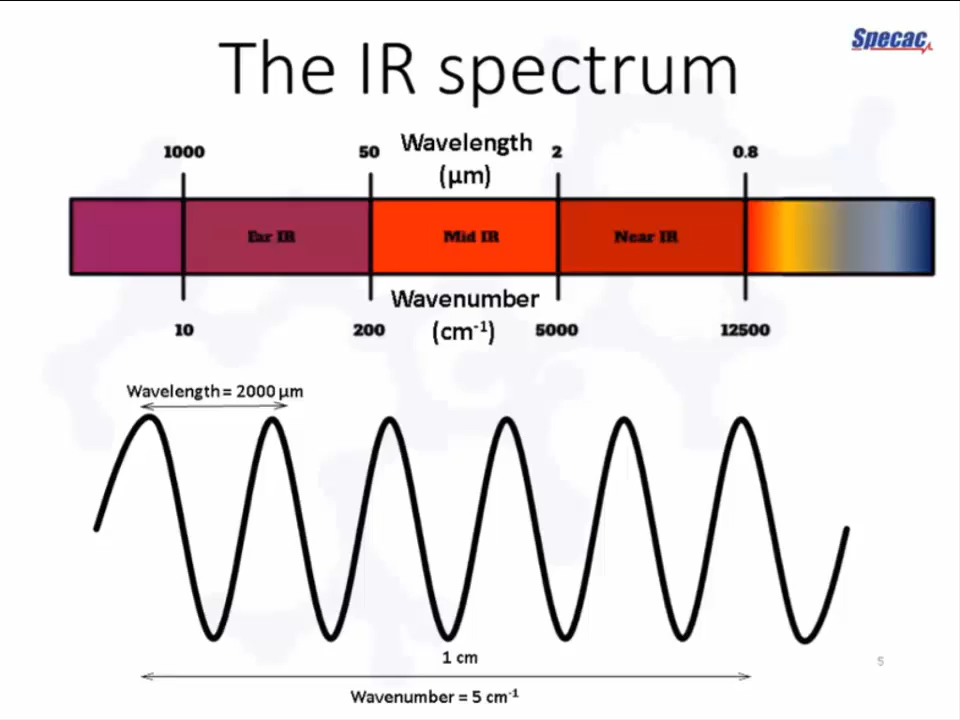 Specac
The IR spectrum
1000 50 Wavelength 2 0.8
(µm)
Far IR Mid IR Near IR
Wavenumber
10 200 (cm⁻¹) 5000 12500
Wavelength = 2000 µm
1 cm
5
Wavenumber = 5 cm⁻¹